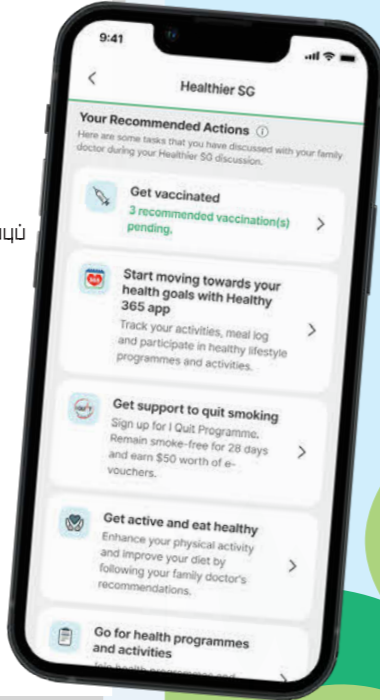 9:41
Healthier SG
Your Recommended Actions
Here are some tasks that you have discussed with your family
doctor during your Healthier SG discussion.
Get vaccinated
3 recommended vaccination(s)
pending.
365
Start moving towards your
health goals with Healthy
365 app
Track your activities, meal log
and participate in healthy lifestyle
programmes and activities.
Get support to quit smoking
Sign up for I Quit Programme.
Remain smoke-free for 28 days
and earn $50 worth of e-
vouchers.
Get active and eat healthy
Enhance your physical activity
and improve your diet by
following your family doctor's
recommendations.
Go for health programmes
and activities